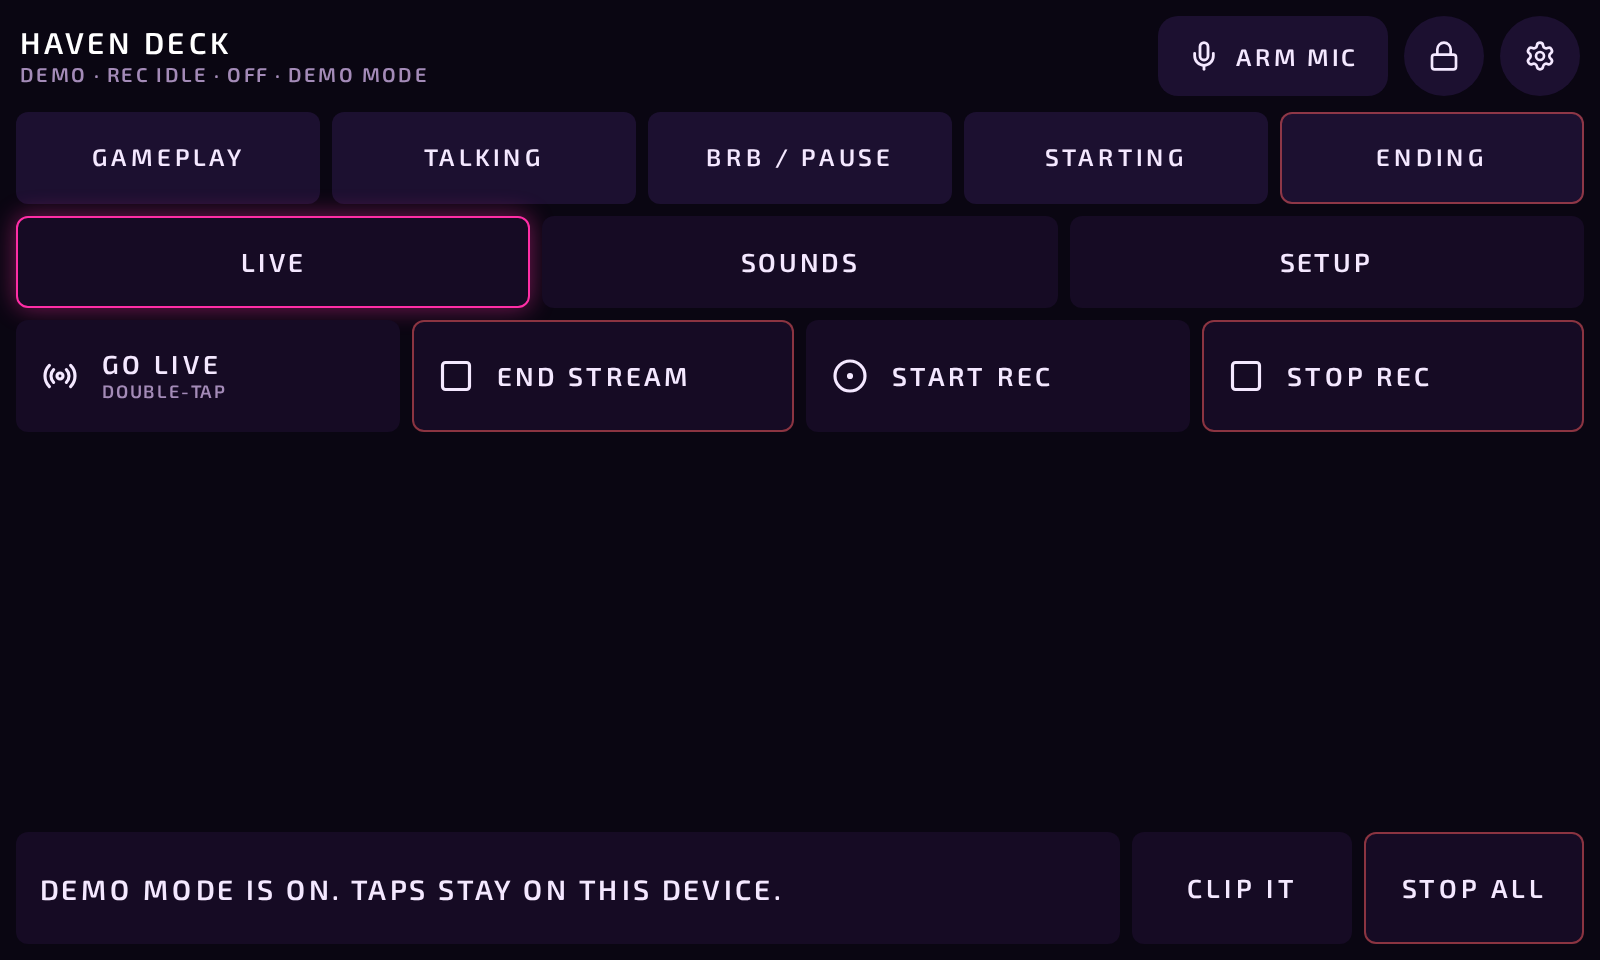 HAVEN DECK
DEMO · REC IDLE · OFF · DEMO MODE
ARM MIC
GAMEPLAY
TALKING
BRB / PAUSE
STARTING
ENDING
LIVE
SOUNDS
SETUP
GO LIVE
DOUBLE-TAP
END STREAM
START REC
STOP REC
DEMO MODE IS ON. TAPS STAY ON THIS DEVICE.
CLIP IT
STOP ALL